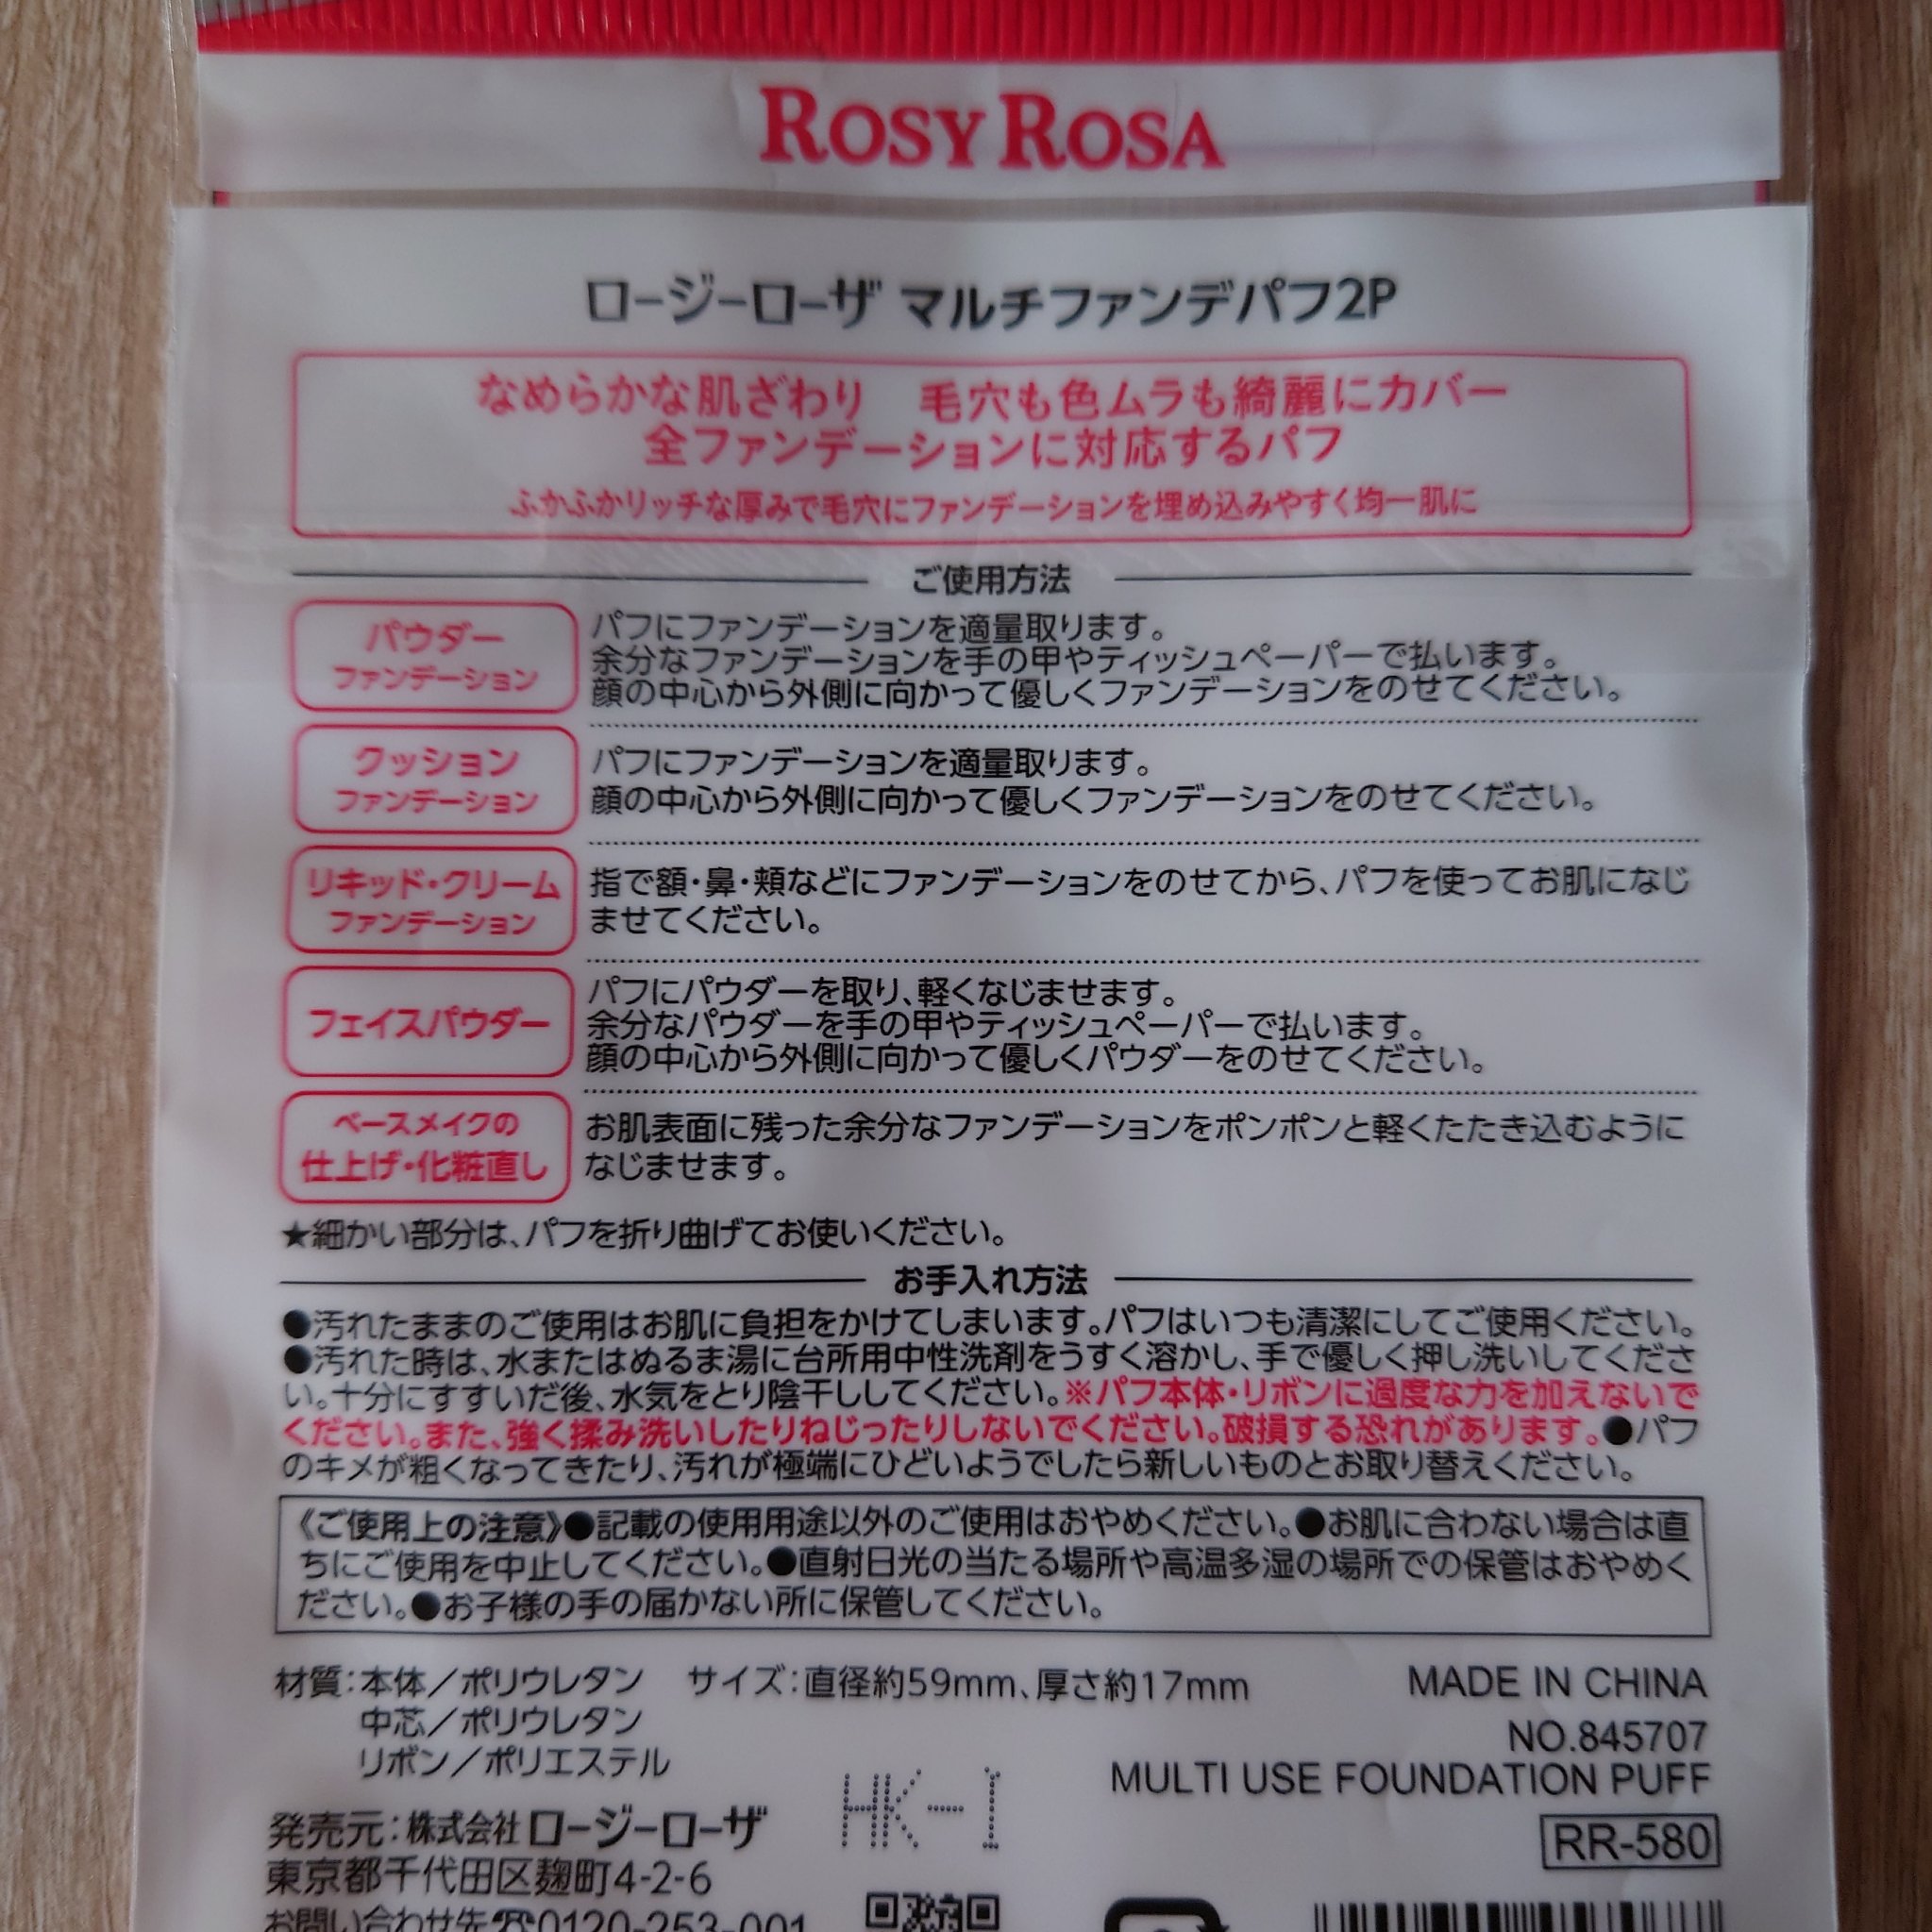 ROSY ROSA
ロージーローザ マルチファンデパフ2P
なめらかな肌ざわり 毛穴も色ムラも綺麗にカバー
全ファンデーションに対応するパフ
ふかふかリッチな厚みで毛穴にファンデーションを埋め込みやすく均一肌に
ご使用方法
パウダー
ファンデーション
パフにファンデーションを適量取ります。
余分なファンデーションを手の甲やティッシュペーパーで払います。
顔の中心から外側に向かって優しくファンデーションをのせてください。
クッション
ファンデーション
パフにファンデーションを適量取ります。
顔の中心から外側に向かって優しくファンデーションをのせてください。
リキッド・クリーム
ファンデーション
指で額・鼻・頬などにファンデーションをのせてから、パフを使ってお肌になじ
ませてください。
フェイスパウダー
パフにパウダーを取り、軽くなじませます。
余分なパウダーを手の甲やティッシュペーパーで払います。
顔の中心から外側に向かって優しくパウダーをのせてください。
ベースメイクの
仕上げ・化粧直し
お肌表面に残った余分なファンデーションをポンポンと軽くたたき込むように
なじませます。
★細かい部分は、パフを折り曲げてお使いください。
お手入れ方法
●汚れたままのご使用はお肌に負担をかけてしまいます。パフはいつも清潔にしてご使用ください。
●汚れた時は、水またはぬるま湯に台所用中性洗剤をうすく溶かし、手で優しく押し洗いしてくださ
い。十分にすすいだ後、水気をとり陰干ししてください。※パフ本体・リボンに過度な力を加えないで
ください。また、強く揉み洗いしたりねじったりしないでください。破損する恐れがあります。●パフ
のキメが粗くなってきたり、汚れが極端にひどいようでしたら新しいものとお取り替えください。
《ご使用上の注意》●記載の使用用途以外のご使用はおやめください。●お肌に合わない場合は直
ちにご使用を中止してください。●直射日光の当たる場所や高温多湿の場所での保管はおやめく
ださい。●お子様の手の届かない所に保管してください。
材質:本体/ポリウレタン サイズ:直径約59mm、厚さ約17mm
中芯/ポリウレタン
リボン/ポリエステル
MADE IN CHINA
NO.845707
MULTI USE FOUNDATION PUFF
HK-I
RR-580
発売元:株式会社 ロージーローザ
東京都千代田区麹町4-2-6
お問い合わせ先☎0120-253-001